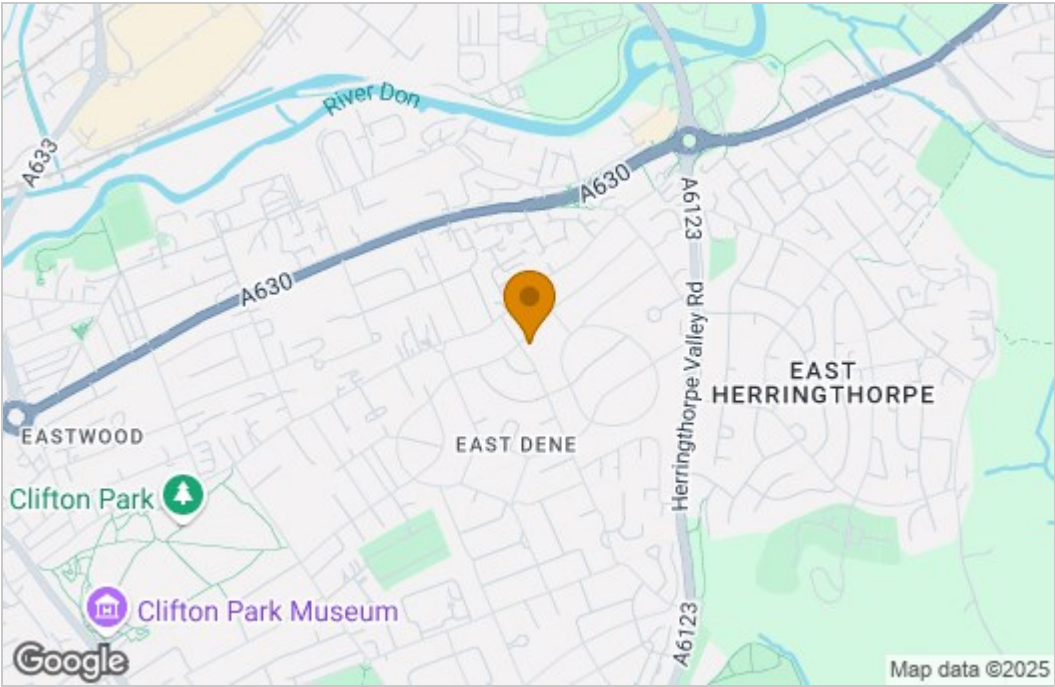 River Don
A633
A630
A6123
A630
Herringthorpe Valley Rd
EAST
HERRINGTHORPE
EASTWOOD
EAST DENE
Clifton Park
Clifton Park Museum
A6123
Google
Map data ©2025